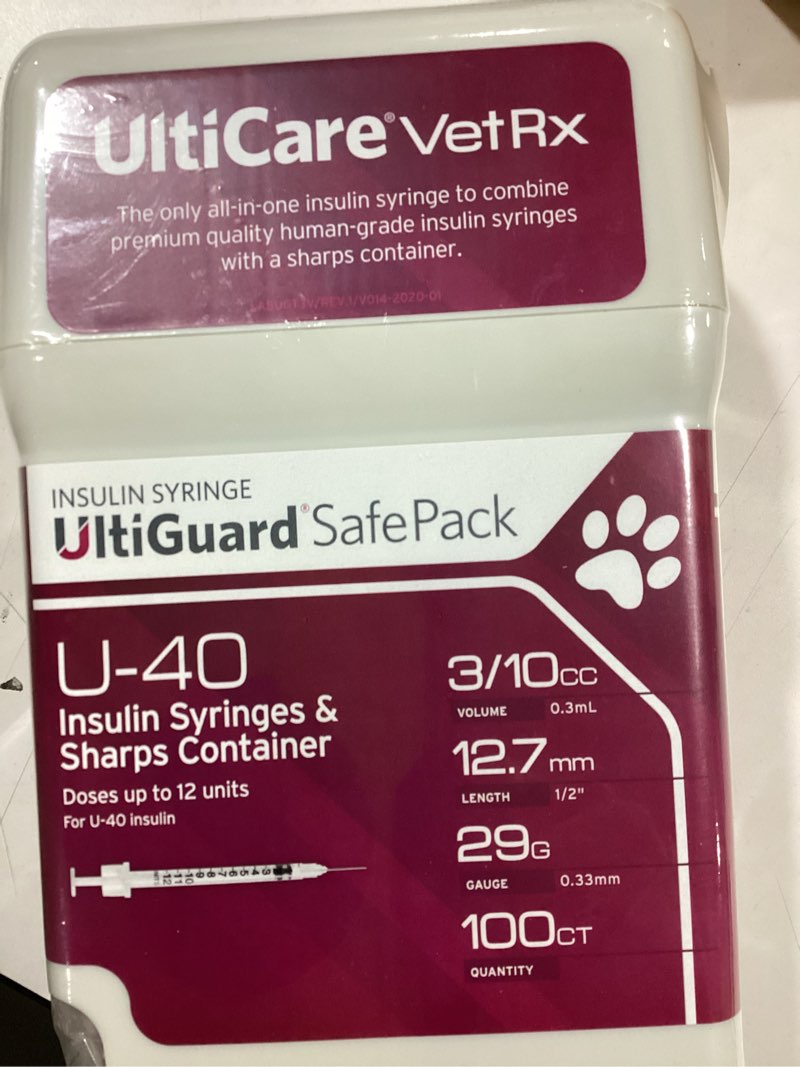 UltiCare® VetRx
The only all-in-one insulin syringe to combine
premium quality human-grade insulin syringes
with a sharps container.
INSULIN SYRINGE
UltiGuard® SafePack
U-40
Insulin Syringes &
Sharps Container
Doses up to 12 units
For U-40 insulin
3/10cc
VOLUME 0.3mL
12.7mm
LENGTH 1/2"
29G
GAUGE 0.33mm
100CT
QUANTITY